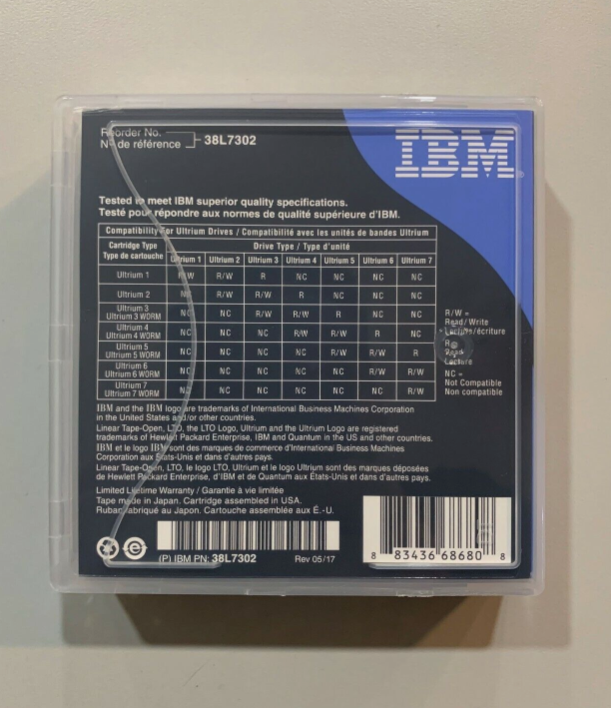 Reorder No.
Nº de référence
38L7302
IBM®
Tested to meet IBM superior quality specifications.
Testé pour répondre aux normes de qualité supérieure d'IBM.
Compatibility For Ultrium Drives / Compatibilité avec les unités de bandes Ultrium
Cartridge Type
Type de cartouche
Drive Type / Type d'unité
Ultrium 1 Ultrium 2 Ultrium 3 Ultrium 4 Ultrium 5 Ultrium 6 Ultrium 7
Ultrium 1 R/W R/W R NC NC NC NC
Ultrium 2 NC R/W R/W R NC NC NC
Ultrium 3
Ultrium 3 WORM NC NC R/W R/W R NC NC
Ultrium 4
Ultrium 4 WORM NC NC NC R/W R/W R NC
Ultrium 5
Ultrium 5 WORM NC NC NC NC R/W R/W R
Ultrium 6
Ultrium 6 WORM NC NC NC NC NC R/W R/W
Ultrium 7
Ultrium 7 WORM NC NC NC NC NC NC R/W
R/W =
Read/Write
Lecture/écriture
R =
Read
Lecture
NC =
Not Compatible
Non compatible
IBM and the IBM logo are trademarks of International Business Machines Corporation
in the United States and/or other countries.
Linear Tape-Open, LTO, the LTO Logo, Ultrium and the Ultrium Logo are registered
trademarks of Hewlett Packard Enterprise, IBM and Quantum in the US and other countries.
IBM et le logo IBM sont des marques de commerce d'International Business Machines
Corporation aux États-Unis et dans d'autres pays.
Linear Tape-Open, LTO, le logo LTO, Ultrium et le logo Ultrium sont des marques déposées
de Hewlett Packard Enterprise, d'IBM et de Quantum aux États-Unis et dans d'autres pays.
Limited Lifetime Warranty / Garantie à vie limitée
Tape made in Japan. Cartridge assembled in USA.
Ruban fabriqué au Japon. Cartouche assemblée aux É.-U.
(P) IBM PN: 38L7302
Rev 05/17
8 83436 68680 8